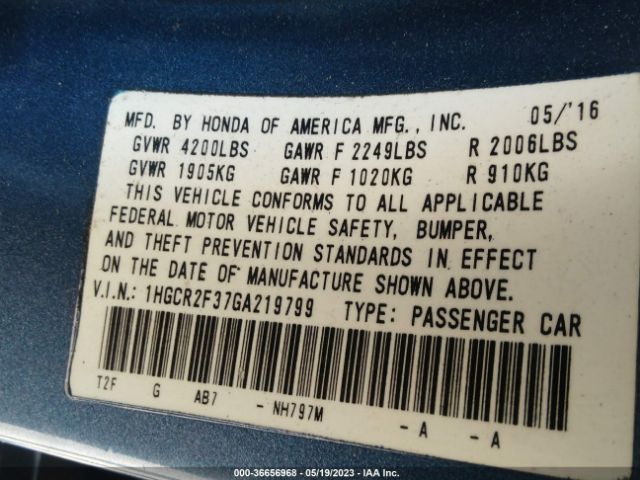 MFD. BY HONDA OF AMERICA MFG., INC. 05/'16
GVWR 4200LBS GAWR F 2249LBS R 2006LBS
GVWR 1905KG GAWR F 1020KG R 910KG
THIS VEHICLE CONFORMS TO ALL APPLICABLE
FEDERAL MOTOR VEHICLE SAFETY, BUMPER,
AND THEFT PREVENTION STANDARDS IN EFFECT
ON THE DATE OF MANUFACTURE SHOWN ABOVE.
V.I.N.: 1HGCR2F37GA219799 TYPE: PASSENGER CAR
T2F G AB7 - NH797M - A - A
000-36656968 - 05/19/2023 - IAA Inc.